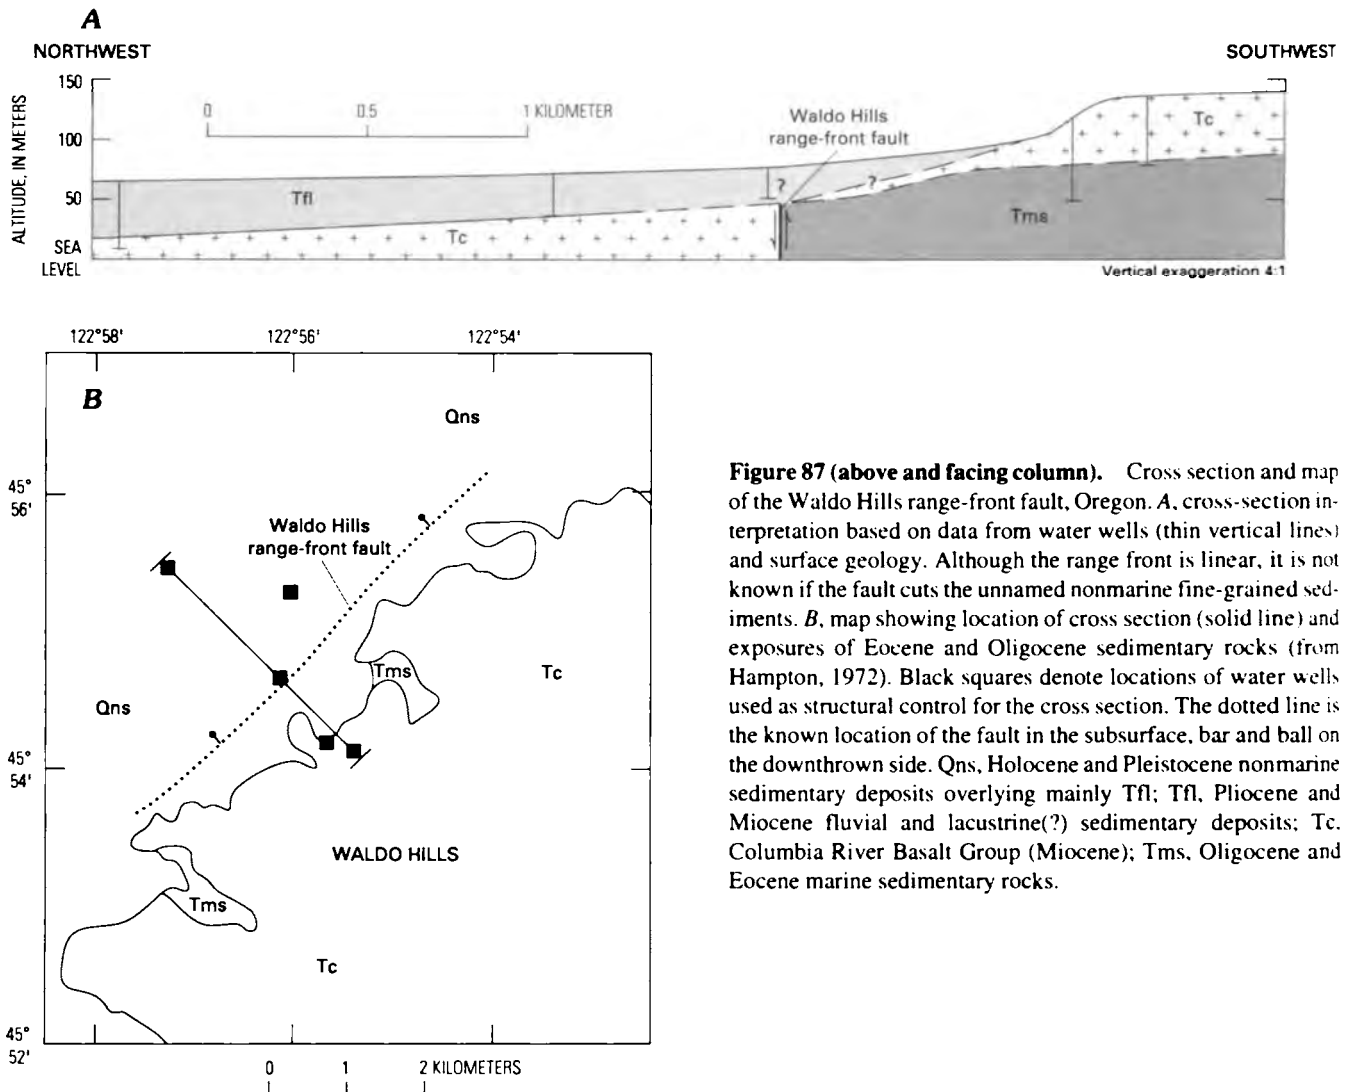 A
NORTHWEST
SOUTHWEST
150
100
50
SEA
LEVEL
ALTITUDE, IN METERS
0 0.5 1 KILOMETER
Waldo Hills
range-front fault
Tc
Tfl
?
?
Tms
Tc
Vertical exaggeration 4:1
122°58' 122°56' 122°54'
B
Qns
45°
56'
Waldo Hills
range-front fault
Tms
Tc
Qns
45°
54'
WALDO HILLS
Tms
Tc
45°
52'
0 1 2 KILOMETERS
Figure 87 (above and facing column). Cross section and map
of the Waldo Hills range-front fault, Oregon. A, cross-section in-
terpretation based on data from water wells (thin vertical lines)
and surface geology. Although the range front is linear, it is not
known if the fault cuts the unnamed nonmarine fine-grained sed-
iments. B, map showing location of cross section (solid line) and
exposures of Eocene and Oligocene sedimentary rocks (from
Hampton, 1972). Black squares denote locations of water wells
used as structural control for the cross section. The dotted line is
the known location of the fault in the subsurface, bar and ball on
the downthrown side. Qns, Holocene and Pleistocene nonmarine
sedimentary deposits overlying mainly Tfl; Tfl, Pliocene and
Miocene fluvial and lacustrine(?) sedimentary deposits; Tc.
Columbia River Basalt Group (Miocene); Tms, Oligocene and
Eocene marine sedimentary rocks.